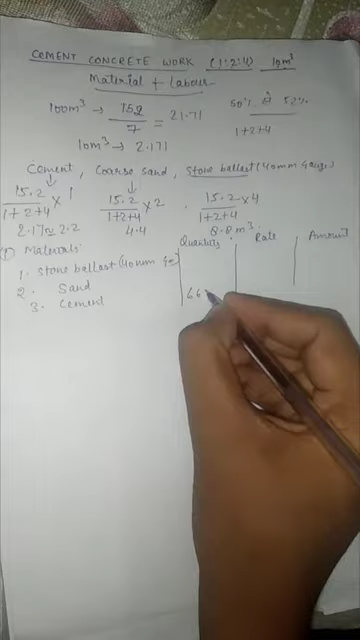 CEMENT CONCRETE WORK (1:2:4) 10m³
Material + Labour
100m³ → 152/7 = 21.71 50% to 52%
1+2+4
10m³ → 2.171
Cement, Coarse sand, Stone ballast (40mm Gauge)
15.2/1+2+4 × 1 15.2/1+2+4 × 2 . 15.2 × 4/1+2+4
2.17 ≈ 2.2 4.4 8.8m³
① Materials Quantity Rate Amount
1. Stone ballast (40mm Ge)
2. Sand
3. Cement 66